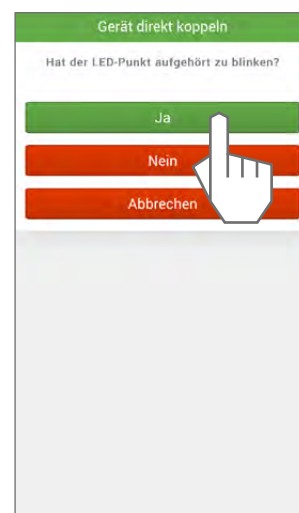 Gerät direkt koppeln
Hat der LED-Punkt aufgehört zu blinken?
Ja
Nein
Abbrechen